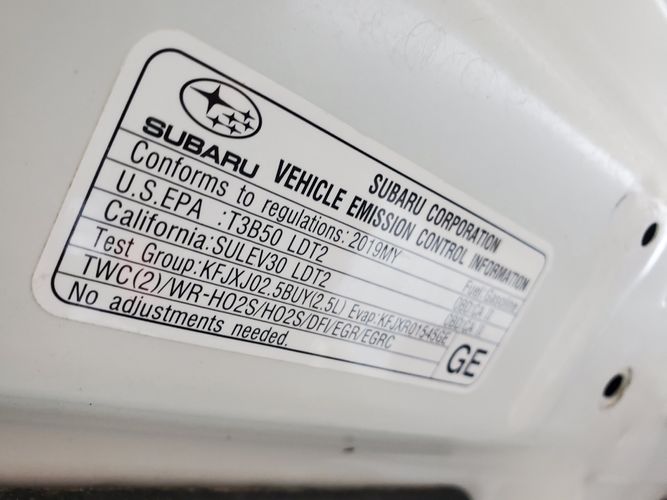 SUBARU
SUBARU CORPORATION
VEHICLE EMISSION CONTROL INFORMATION
Conforms to regulations: 2019MY
U.S.EPA :T3B50 LDT2 Fuel:Gasoline
California:SULEV30 LDT2
Test Group:KFJXJ02.5BUY(2.5L) Evap:KFJXR0154SGE
TWC(2)/WR-HO2S/HO2S/DFI/EGR/EGRC
No adjustments needed.
GE